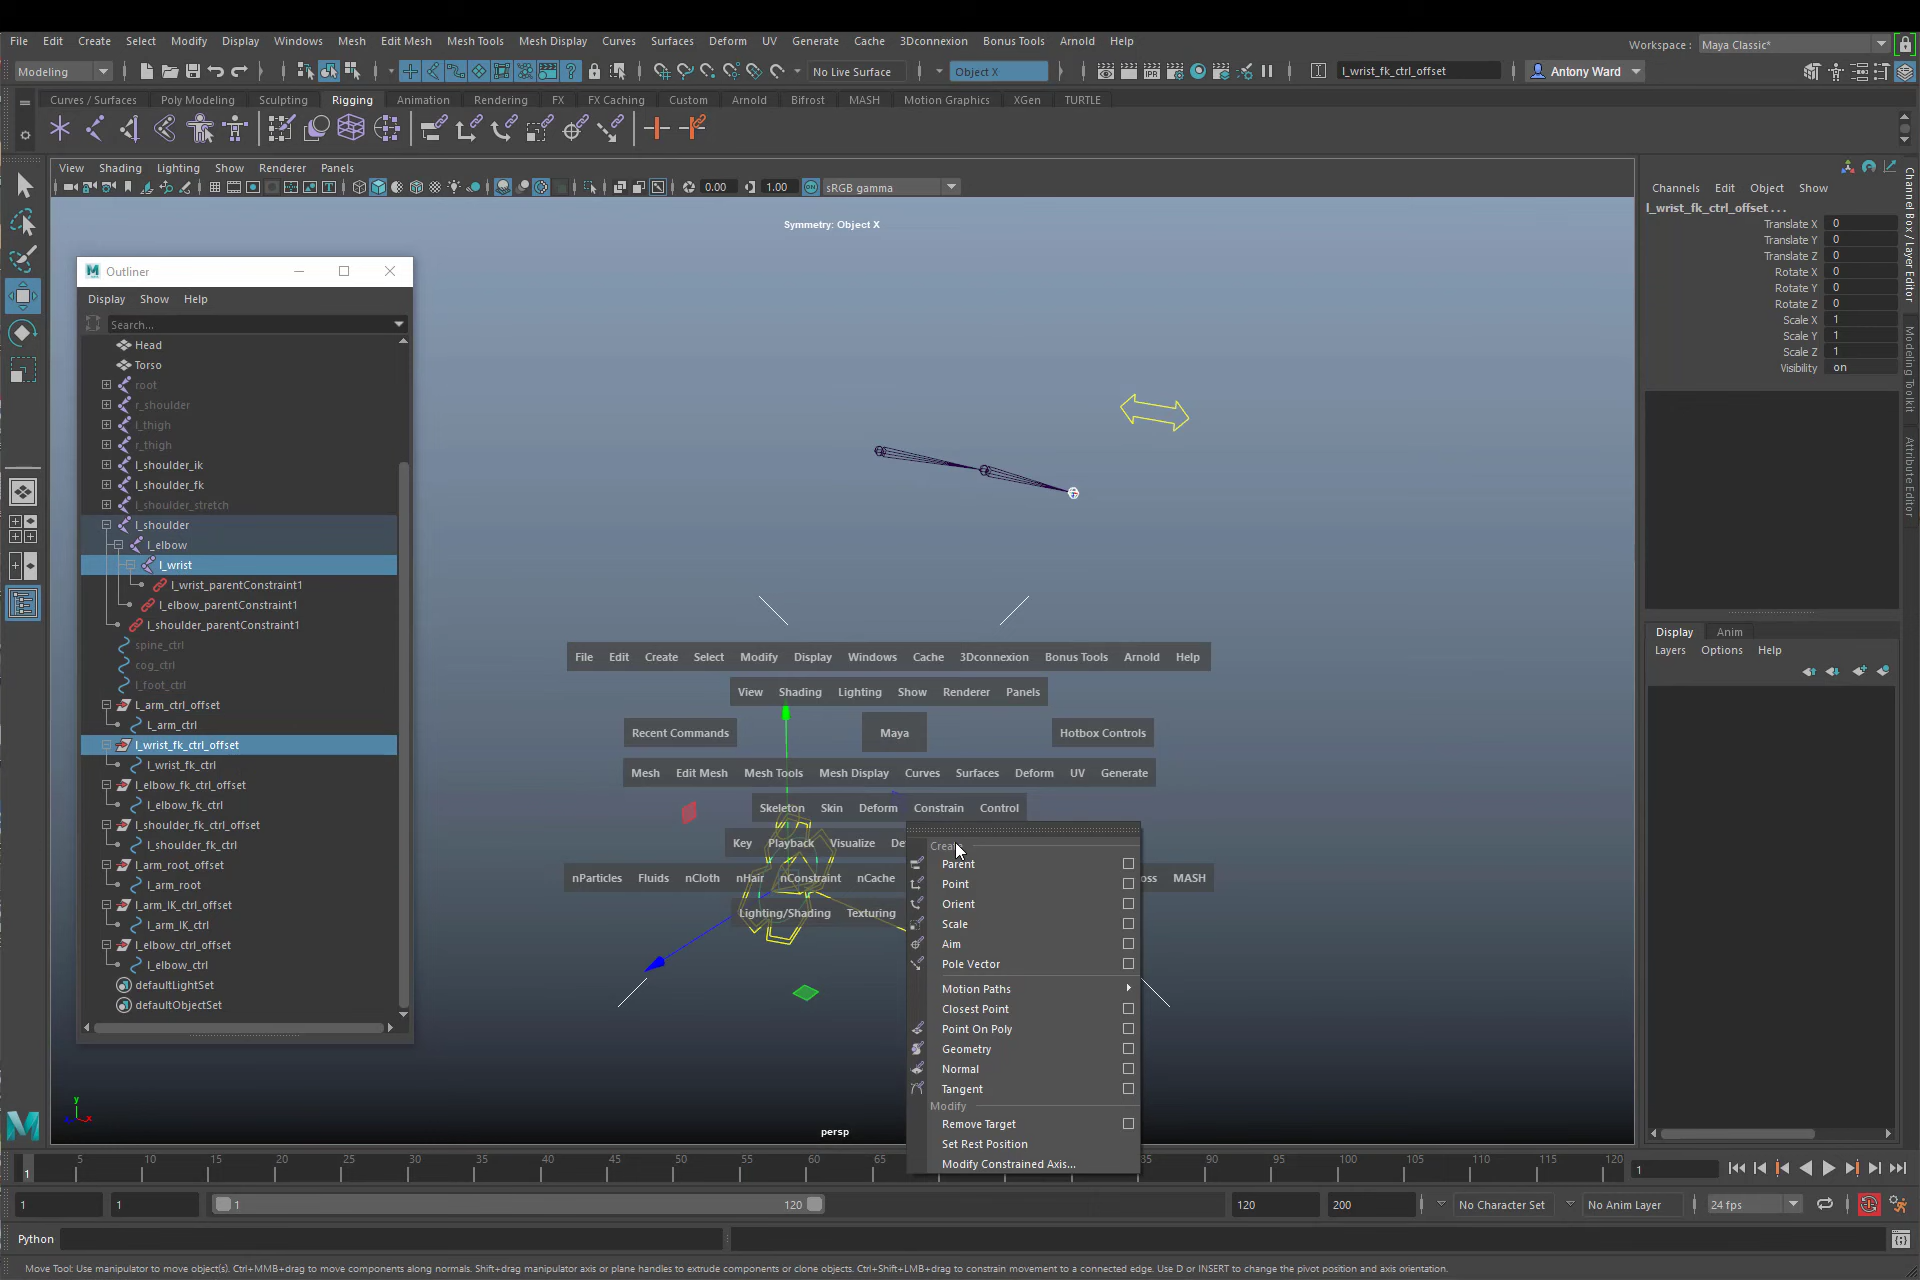 File Edit Create Select Modify Display Windows Mesh Edit Mesh Mesh Tools Mesh Display Curves Surfaces Deform UV Generate Cache 3Dconnexion Bonus Tools Arnold Help
Workspace : Maya Classic*
Modeling No Live Surface Object X l_wrist_fk_ctrl_offset Antony Ward
Curves / Surfaces Poly Modeling Sculpting Rigging Animation Rendering FX FX Caching Custom Arnold Bifrost MASH Motion Graphics XGen TURTLE
View Shading Lighting Show Renderer Panels
0.00 1.00 sRGB gamma
Symmetry: Object X
Outliner
Display Show Help
Search...
Head
Torso
root
r_shoulder
l_thigh
r_thigh
l_shoulder_ik
l_shoulder_fk
l_shoulder_stretch
l_shoulder
l_elbow
l_wrist
l_wrist_parentConstraint1
l_elbow_parentConstraint1
l_shoulder_parentConstraint1
spine_ctrl
cog_ctrl
l_foot_ctrl
L_arm_ctrl_offset
L_arm_ctrl
l_wrist_fk_ctrl_offset
l_wrist_fk_ctrl
l_elbow_fk_ctrl_offset
l_elbow_fk_ctrl
l_shoulder_fk_ctrl_offset
l_shoulder_fk_ctrl
l_arm_root_offset
l_arm_root
l_arm_IK_ctrl_offset
l_arm_IK_ctrl
l_elbow_ctrl_offset
l_elbow_ctrl
defaultLightSet
defaultObjectSet
File Edit Create Select Modify Display Windows Cache 3Dconnexion Bonus Tools Arnold Help
View Shading Lighting Show Renderer Panels
Recent Commands Maya Hotbox Controls
Mesh Edit Mesh Mesh Tools Mesh Display Curves Surfaces Deform UV Generate
Skeleton Skin Deform Constrain Control
Key Playback Visualize De
nParticles Fluids nCloth nHair nConstraint nCache oss MASH
Lighting/Shading Texturing
Create
Parent
Point
Orient
Scale
Aim
Pole Vector
Motion Paths
Closest Point
Point On Poly
Geometry
Normal
Tangent
Modify
Remove Target
Set Rest Position
Modify Constrained Axis...
y
x
persp
Channels Edit Object Show
l_wrist_fk_ctrl_offset . . .
Translate X 0
Translate Y 0
Translate Z 0
Rotate X 0
Rotate Y 0
Rotate Z 0
Scale X 1
Scale Y 1
Scale Z 1
Visibility on
Channel Box / Layer Editor
Modeling Toolkit
Attribute Editor
Display Anim
Layers Options Help
1 5 10 15 20 25 30 35 40 45 50 55 60 65 85 90 95 100 105 110 115 120 1
1 1 1 120 120 200 No Character Set No Anim Layer 24 fps
Python
Move Tool: Use manipulator to move object(s). Ctrl+MMB+drag to move components along normals. Shift+drag manipulator axis or plane handles to extrude components or clone objects. Ctrl+Shift+LMB+drag to constrain movement to a connected edge. Use D or INSERT to change the pivot position and axis orientation.